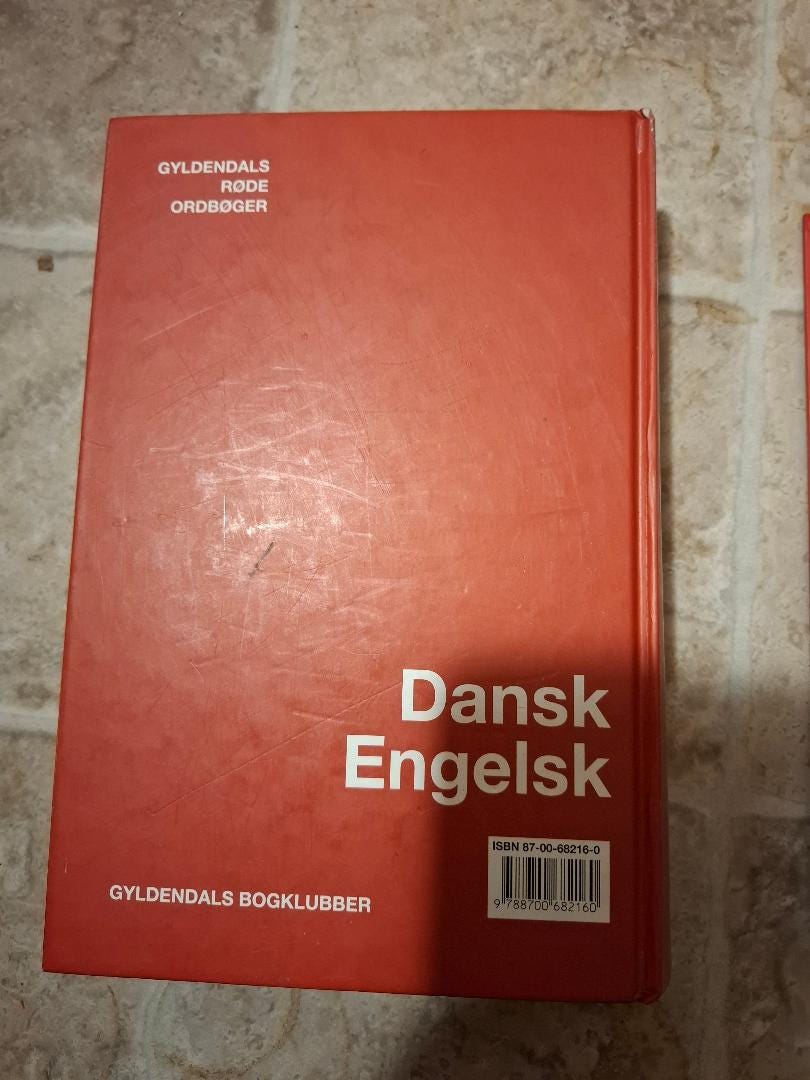 GYLDENDALS
RØDE
ORDBØGER
Dansk
Engelsk
ISBN 87-00-68216-0
9 788700 682160
GYLDENDALS BOGKLUBBER